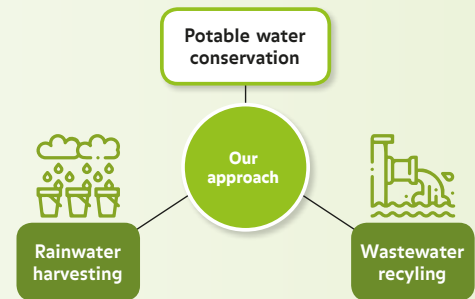 Potable water
conservation
Our
approach
Rainwater
harvesting
Wastewater
recyling